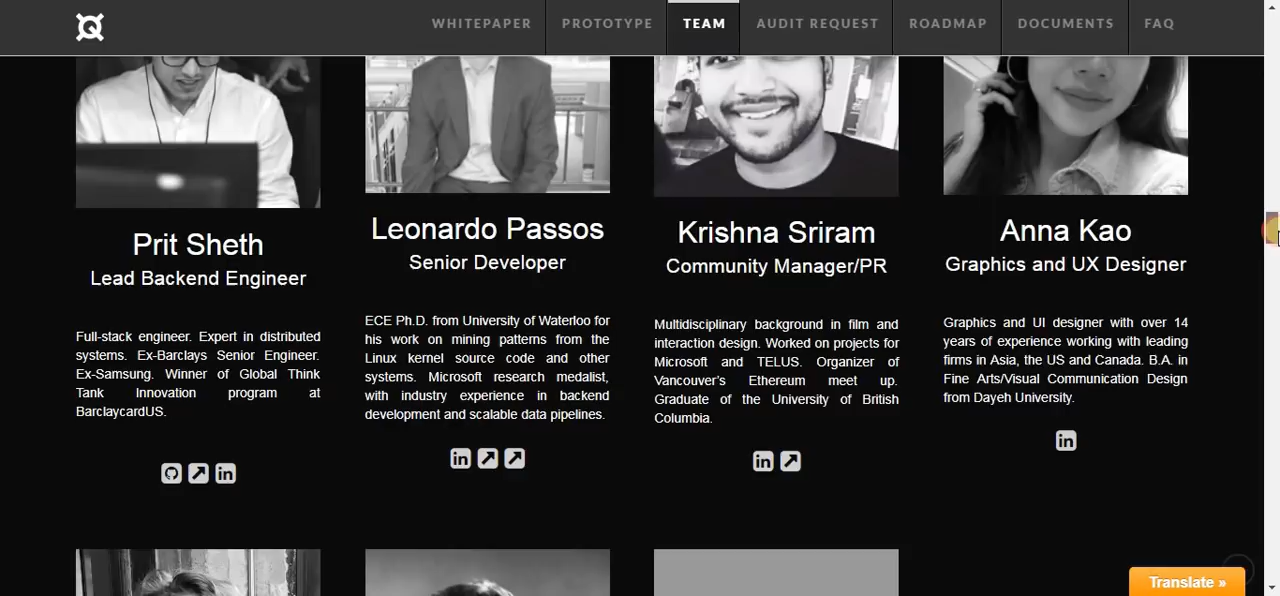 WHITEPAPER PROTOTYPE TEAM AUDIT REQUEST ROADMAP DOCUMENTS FAQ
Prit Sheth
Lead Backend Engineer
Full-stack engineer. Expert in distributed
systems. Ex-Barclays Senior Engineer.
Ex-Samsung. Winner of Global Think
Tank Innovation program at
BarclaycardUS.
Leonardo Passos
Senior Developer
ECE Ph.D. from University of Waterloo for
his work on mining patterns from the
Linux kernel source code and other
systems. Microsoft research medalist,
with industry experience in backend
development and scalable data pipelines.
Krishna Sriram
Community Manager/PR
Multidisciplinary background in film and
interaction design. Worked on projects for
Microsoft and TELUS. Organizer of
Vancouver's Ethereum meet up.
Graduate of the University of British
Columbia.
Anna Kao
Graphics and UX Designer
Graphics and UI designer with over 14
years of experience working with leading
firms in Asia, the US and Canada. B.A. in
Fine Arts/Visual Communication Design
from Dayeh University.
in
in
in
in
Translate »